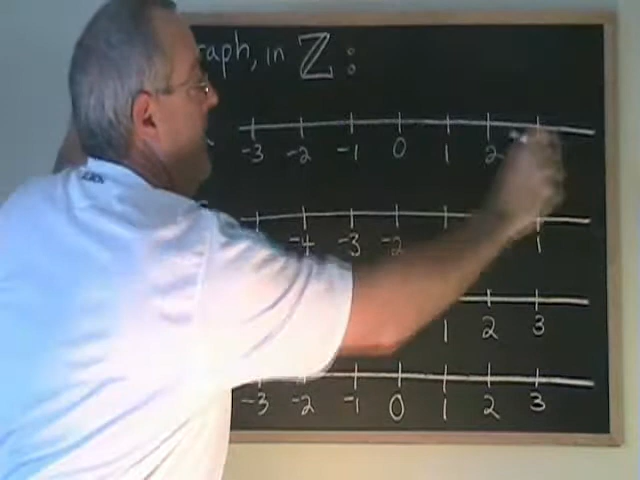 raph, in ℤ:
-3 -2 -1 0 1 2
-4 -3 -2 1
1 2 3
-3 -2 -1 0 1 2 3